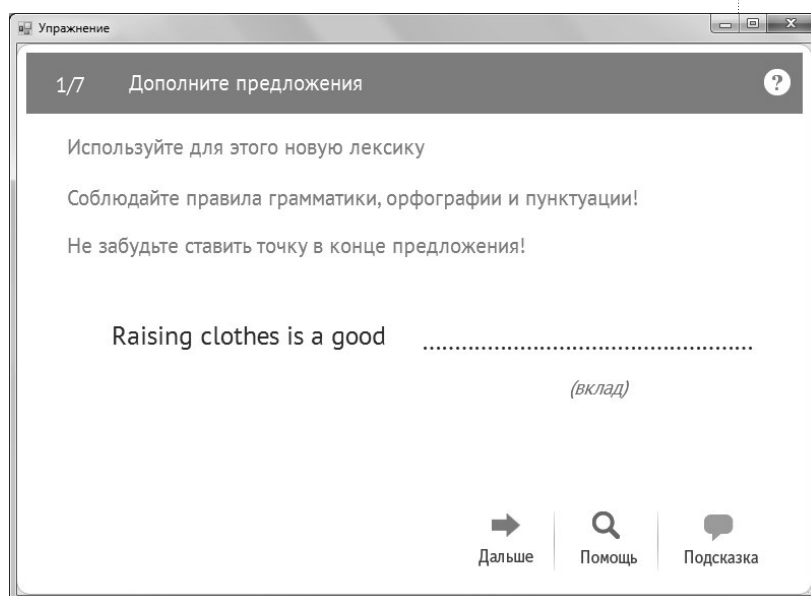 Упражнение
1/7 Дополните предложения ?
Используйте для этого новую лексику
Соблюдайте правила грамматики, орфографии и пунктуации!
Не забудьте ставить точку в конце предложения!
Raising clothes is a good ....................................................
(вклад)
Дальше Помощь Подсказка